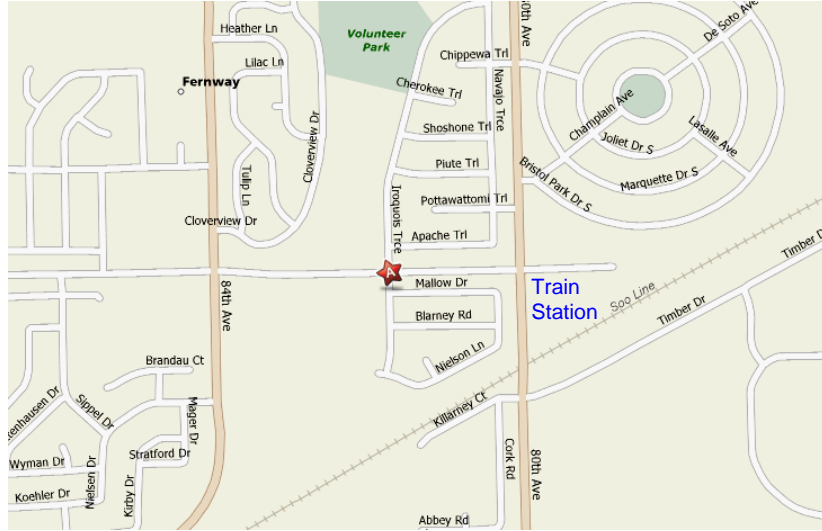 80th Ave
De Soto Ave
Heather Ln
Volunteer
Park
Chippewa Trl
Lilac Ln
Fernway
Navajo Trce
Cherokee Trl
Cloverview Dr
Champlain Ave
Shoshone Trl
Joliet Dr S
Lasalle Ave
Piute Trl
Bristol Park Dr S
Marquette Dr S
Tulip Ln
Iroquois Trce
Pottawattomi Trl
Cloverview Dr
Apache Trl
Timber D
A
Mallow Dr
Train
Station
Soo Line
84th Ave
Blarney Rd
Timber Dr
Brandau Ct
Nielson Ln
tenhausen Dr
Sippel Dr
Mager Dr
Killarney Ct
Wyman Dr
Stratford Dr
Nielsen Dr
Kirby Dr
Cork Rd
80th Ave
Koehler Dr
Abbey Rd